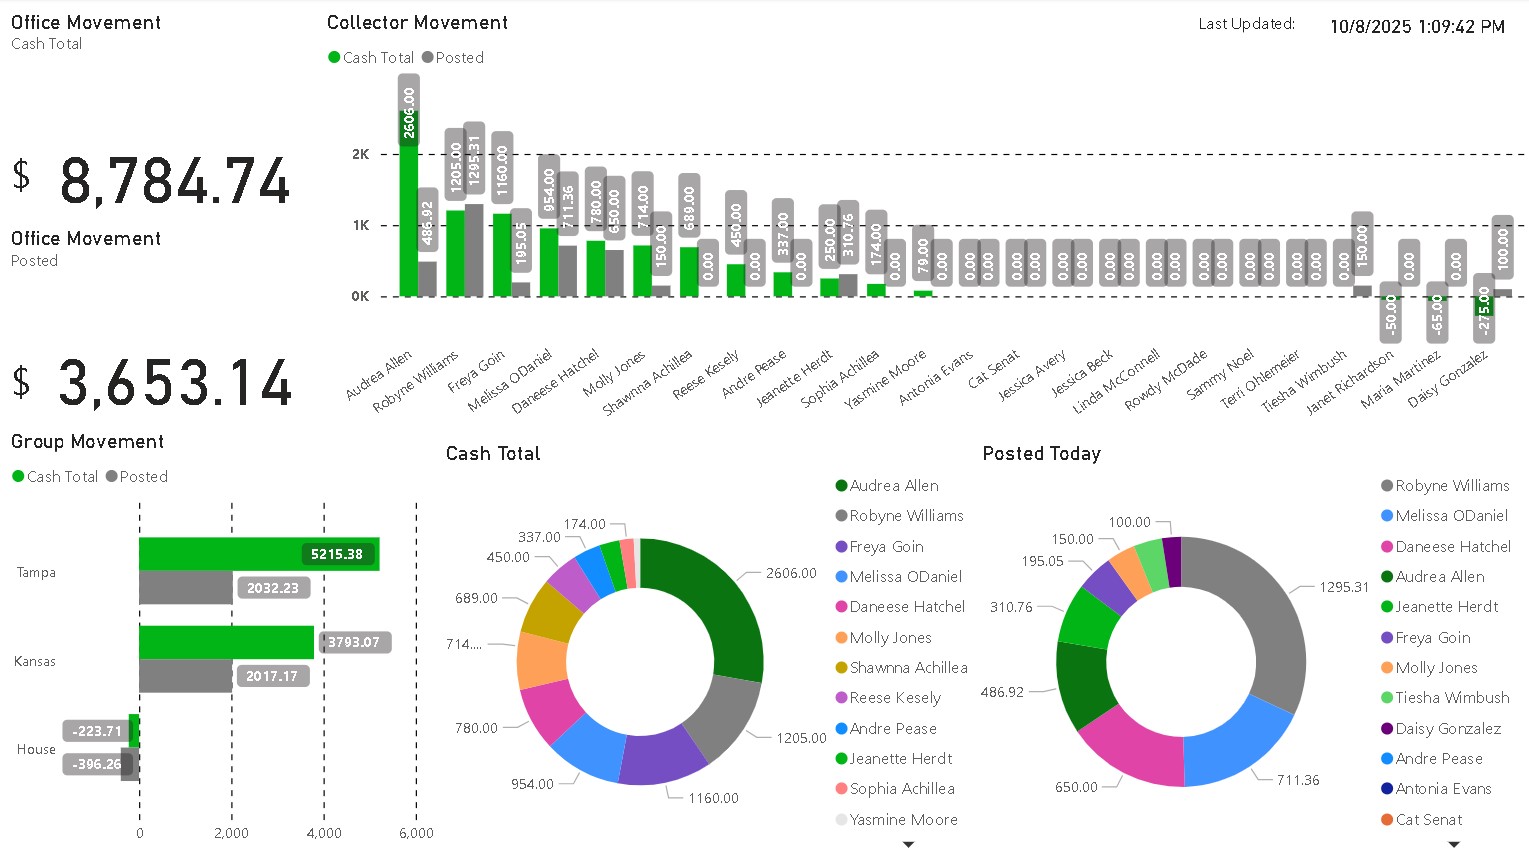 Office Movement
Cash Total
$ 8,784.74
Office Movement
Posted
$ 3,653.14
Collector Movement
Cash Total Posted
Last Updated: 10/8/2025 1:09:42 PM
2K
1K
0K
2606.00 486.92 1205.00 1295.31 1160.00 195.05 954.00 711.36 780.00 650.00 714.00 150.00 689.00 0.00 450.00 0.00 337.00 0.00 250.00 310.76 174.00 0.00 79.00 0.00 0.00 0.00 0.00 0.00 0.00 0.00 0.00 0.00 0.00 0.00 0.00 0.00 0.00 0.00 0.00 0.00 0.00 150.00 -50.00 0.00 -65.00 0.00 -275.00 100.00
Audrea Allen
Robyne Williams
Freya Goin
Melissa ODaniel
Daneese Hatchel
Molly Jones
Shawnna Achillea
Reese Kesely
Andre Pease
Jeanette Herdt
Sophia Achillea
Yasmine Moore
Antonia Evans
Cat Senat
Jessica Avery
Jessica Beck
Linda McConnell
Rowdy McDade
Sammy Noel
Terri Ohlemeier
Tiesha Wimbush
Janet Richardson
Maria Martinez
Daisy Gonzalez
Group Movement
Cash Total Posted
Tampa
5215.38
2032.23
Kansas
3793.07
2017.17
House
-223.71
-396.26
0 2,000 4,000 6,000
Cash Total
174.00
337.00
450.00
689.00
714....
780.00
954.00
1160.00
1205.00
2606.00
Audrea Allen
Robyne Williams
Freya Goin
Melissa ODaniel
Daneese Hatchel
Molly Jones
Shawnna Achillea
Reese Kesely
Andre Pease
Jeanette Herdt
Sophia Achillea
Yasmine Moore
Posted Today
100.00
150.00
195.05
310.76
486.92
650.00
711.36
1295.31
Robyne Williams
Melissa ODaniel
Daneese Hatchel
Audrea Allen
Jeanette Herdt
Freya Goin
Molly Jones
Tiesha Wimbush
Daisy Gonzalez
Andre Pease
Antonia Evans
Cat Senat